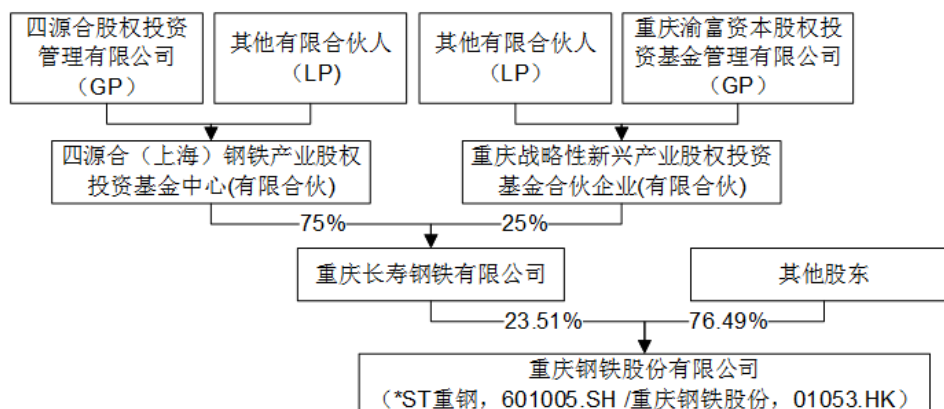 四源合股权投资
管理有限公司
（GP）
其他有限合伙人
（LP)
其他有限合伙人
（LP）
重庆渝富资本股权投
资基金管理有限公司
（GP）
四源合（上海）钢铁产业股权
投资基金中心(有限合伙)
重庆战略性新兴产业股权投资
基金合伙企业(有限合伙)
75%
25%
重庆长寿钢铁有限公司
其他股东
23.51%
76.49%
重庆钢铁股份有限公司
（*ST重钢，601005.SH /重庆钢铁股份，01053.HK）